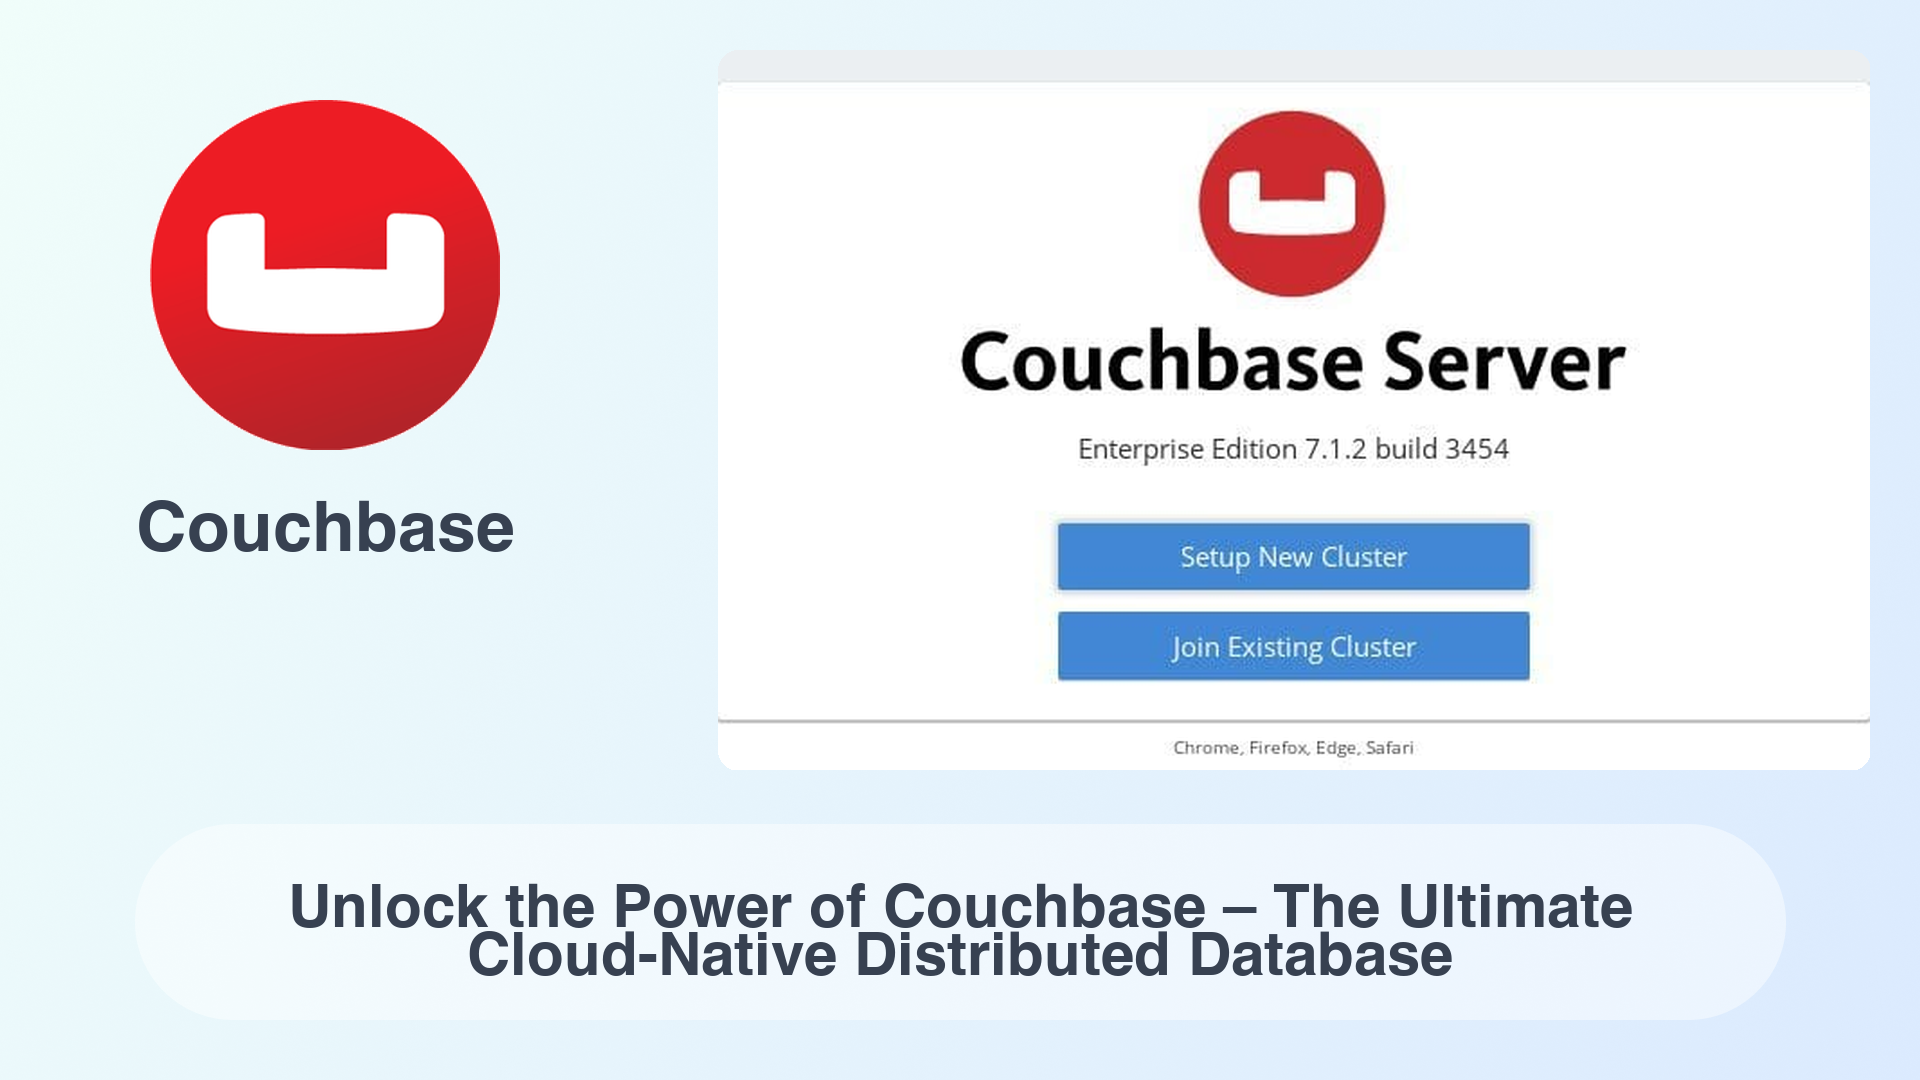 Couchbase
Couchbase Server
Enterprise Edition 7.1.2 build 3454
Setup New Cluster
Join Existing Cluster
Chrome, Firefox, Edge, Safari
Unlock the Power of Couchbase – The Ultimate
Cloud-Native Distributed Database